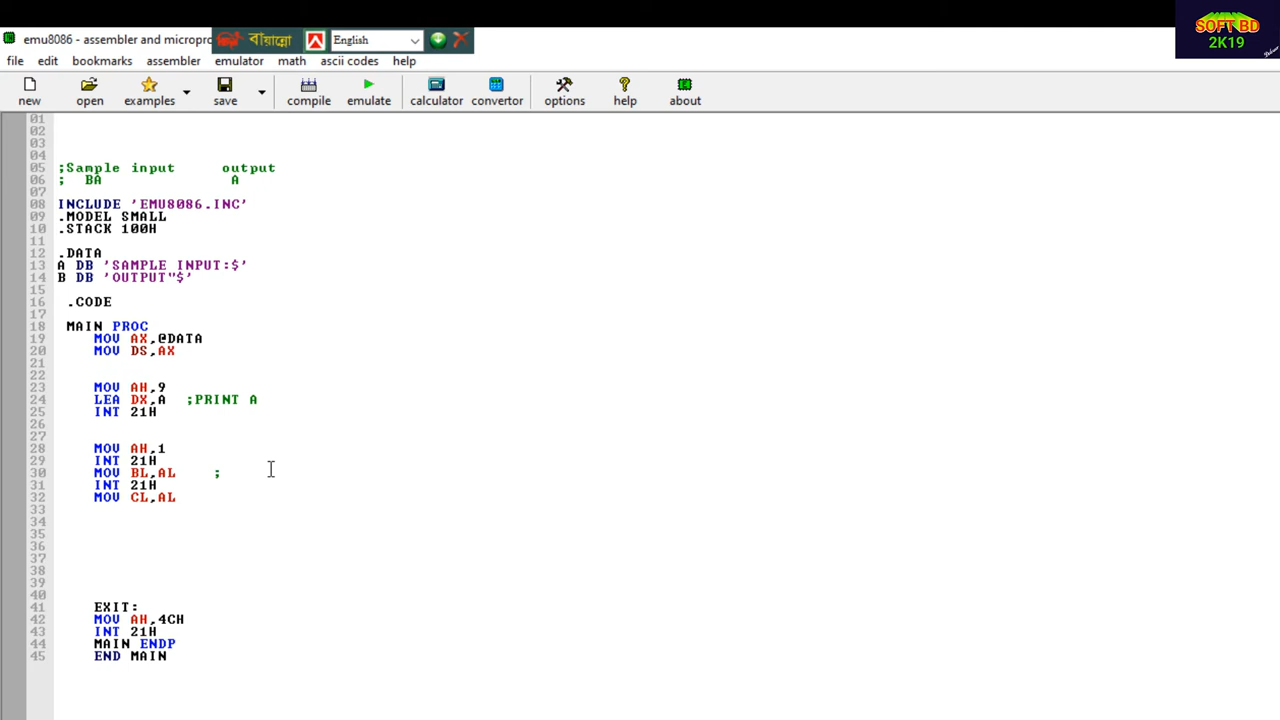 SOFT BD
2K19
emu8086 - assembler and micropro
বায়ান্নো
English
file edit bookmarks assembler emulator math ascii codes help
new open examples save compile emulate calculator convertor options help about
01
02
03
04
05 ;Sample input output
06 ; BA A
07
08 INCLUDE 'EMU8086.INC'
09 .MODEL SMALL
10 .STACK 100H
11
12 .DATA
13 A DB 'SAMPLE INPUT:$'
14 B DB 'OUTPUT"$'
15
16 .CODE
17
18 MAIN PROC
19 MOV AX,@DATA
20 MOV DS,AX
21
22
23 MOV AH,9
24 LEA DX,A ;PRINT A
25 INT 21H
26
27
28 MOV AH,1
29 INT 21H
30 MOV BL,AL ;
31 INT 21H
32 MOV CL,AL
33
34
35
36
37
38
39
40
41 EXIT:
42 MOV AH,4CH
43 INT 21H
44 MAIN ENDP
45 END MAIN